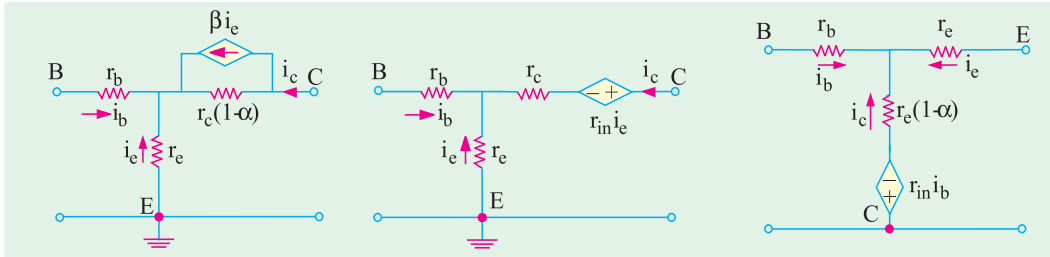 βi_e
B
r_b
i_b
r_c(1-α)
i_c
C
i_e
r_e
E
B
r_b
i_b
r_c
− +
r_in i_e
i_c
C
i_e
r_e
E
B
r_b
i_b
r_e
i_e
E
i_c
r_e(1-α)
−
+
r_in i_b
C